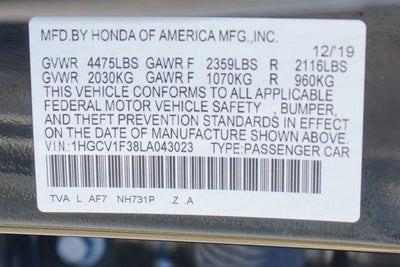 MFD.BY HONDA OF AMERICA MFG.,INC.
12/19
GVWR 4475LBS GAWR F 2359LBS R 2116LBS
GVWR 2030KG GAWR F 1070KG R 960KG
THIS VEHICLE CONFORMS TO ALL APPLICABLE
FEDERAL MOTOR VEHICLE SAFETY , BUMPER,
AND THEFT PREVENTION STANDARDS IN EFFECT
ON THE DATE OF MANUFACTURE SHOWN ABOVE.
V.I.N:1HGCV1F38LA043023 TYPE:PASSENGER CAR
TVA L AF7 NH731P .Z .A